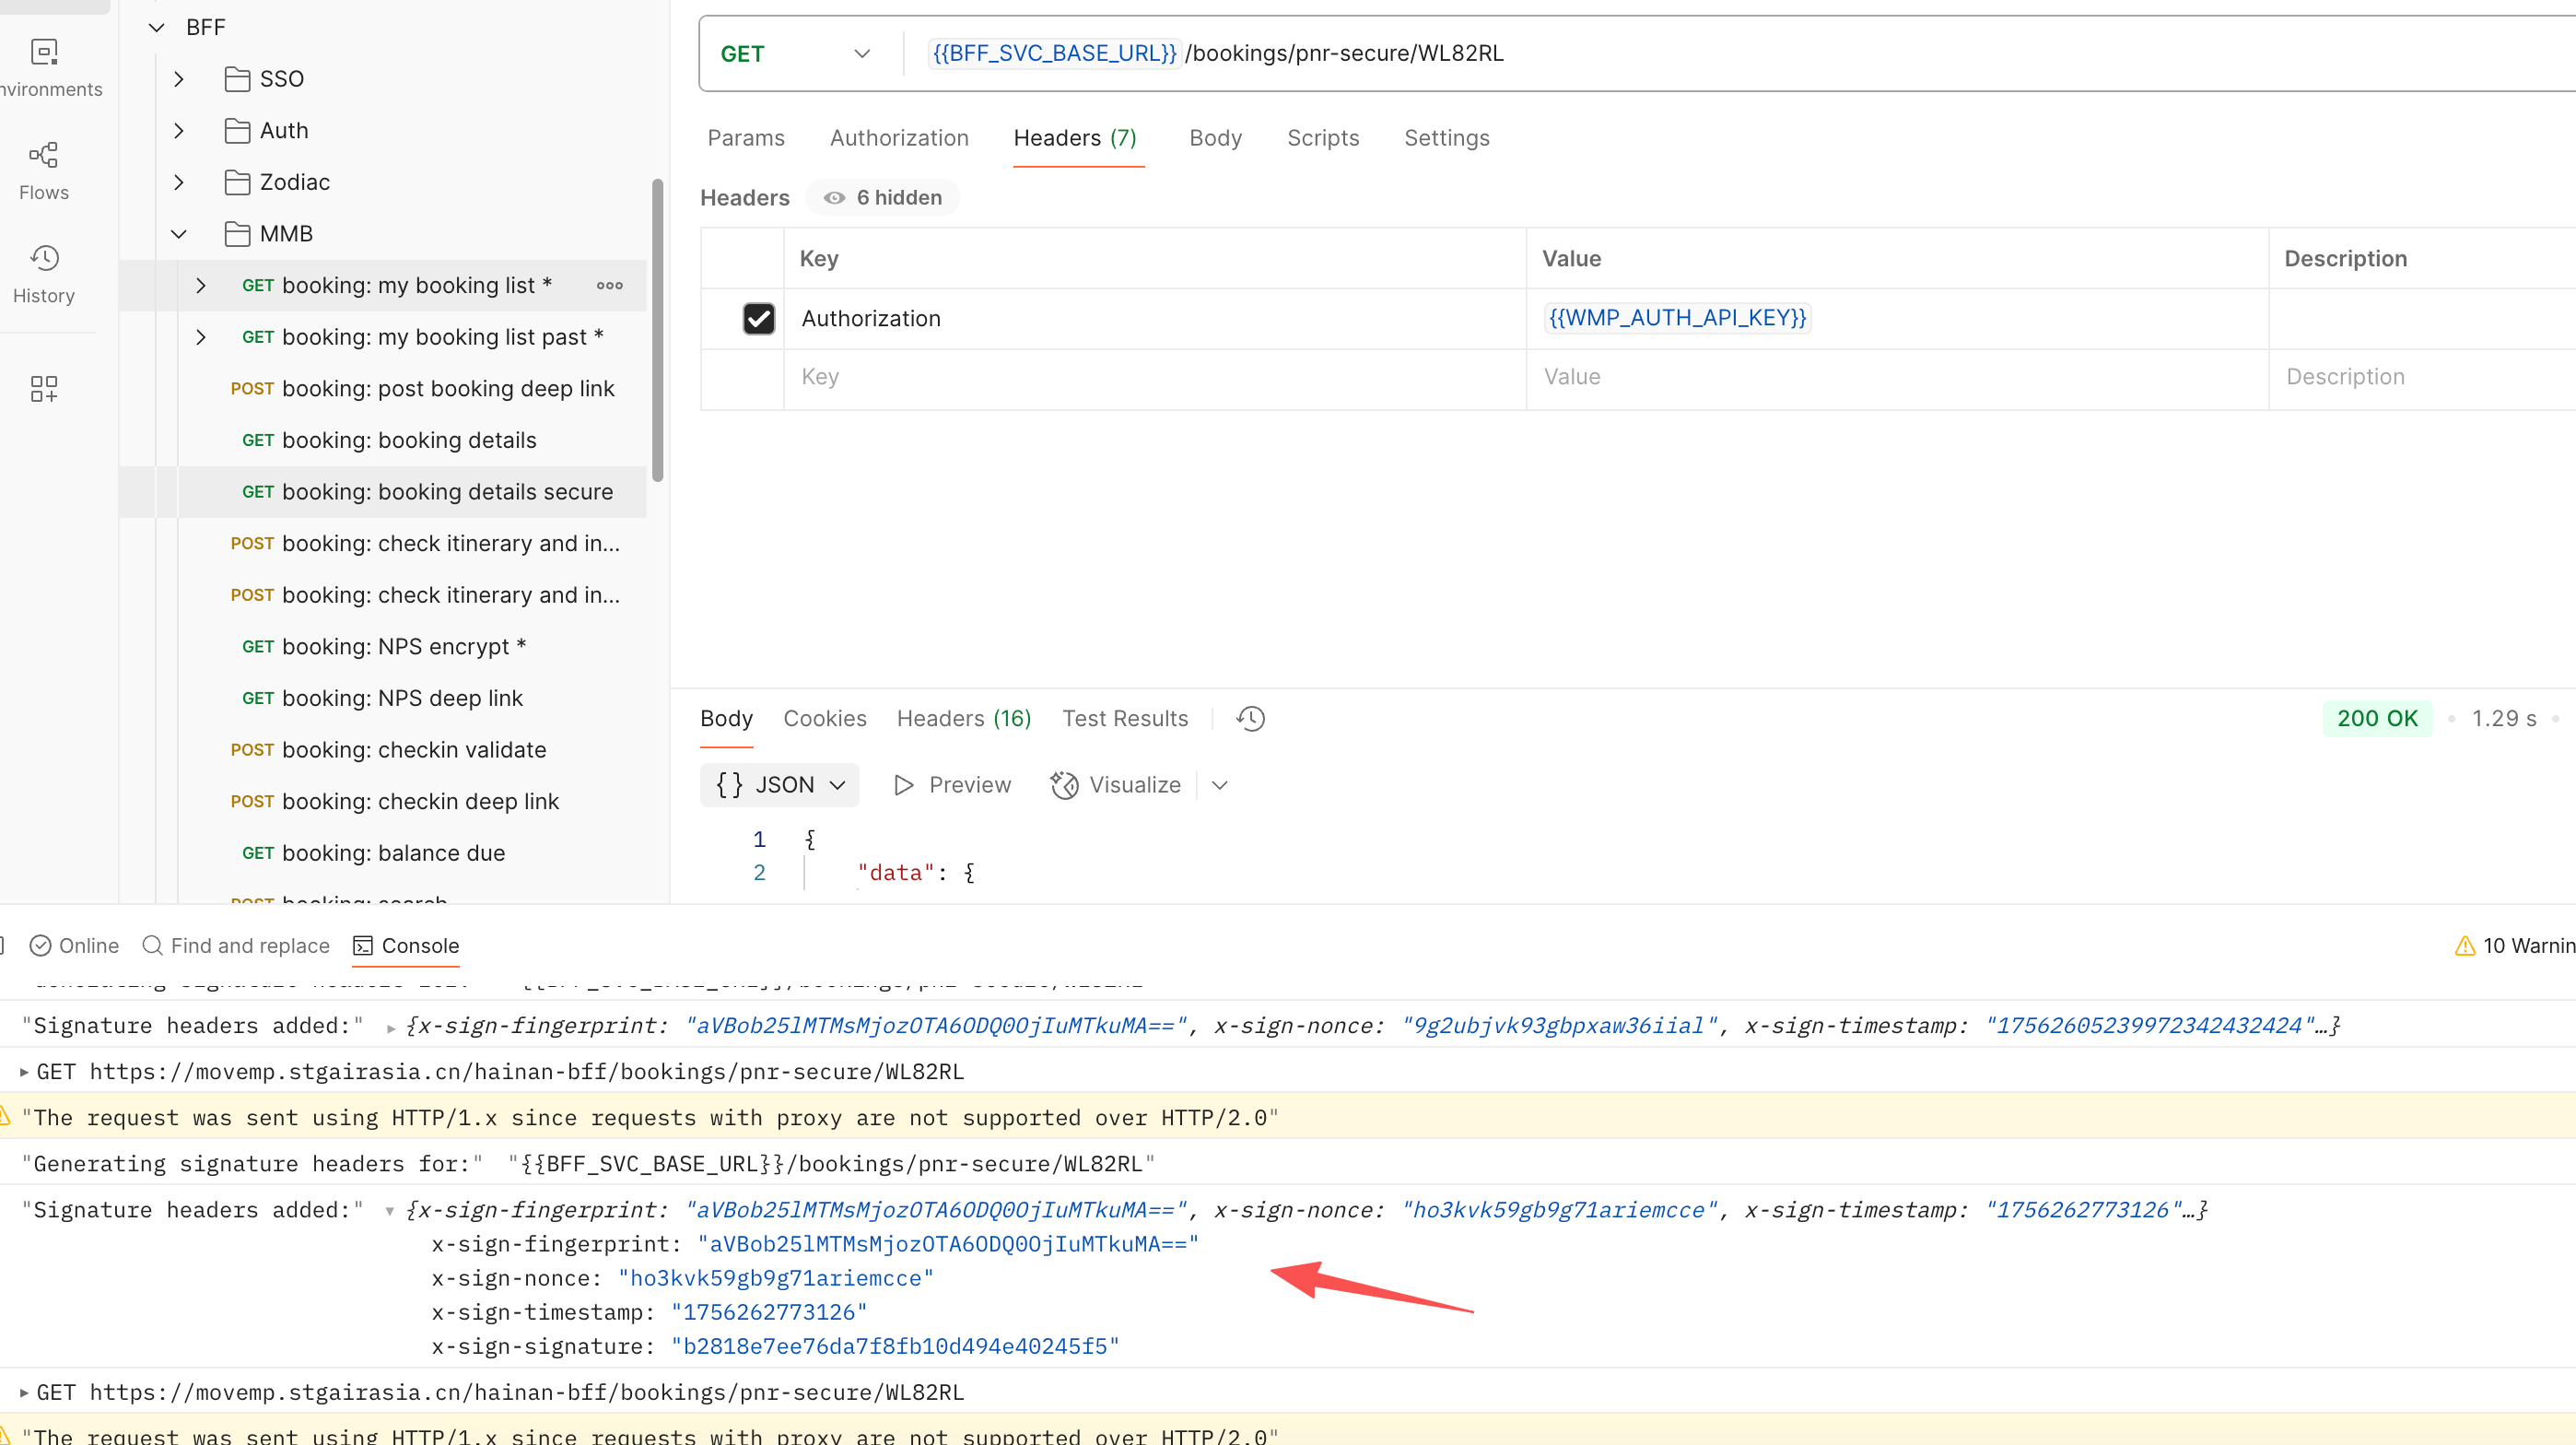 BFF
GET
{{BFF_SVC_BASE_URL}}/bookings/pnr-secure/WL82RL
nvironments
SSO
Auth
Params
Authorization
Headers (7)
Body
Scripts
Settings
Flows
Zodiac
Headers
6 hidden
MMB
Key
Value
Description
History
GET booking: my booking list *
Authorization
{{WMP_AUTH_API_KEY}}
GET booking: my booking list past *
Key
Value
Description
POST booking: post booking deep link
GET booking: booking details
GET booking: booking details secure
POST booking: check itinerary and in...
POST booking: check itinerary and in...
GET booking: NPS encrypt *
GET booking: NPS deep link
Body
Cookies
Headers (16)
Test Results
200 OK
1.29 s
POST booking: checkin validate
{} JSON
Preview
Visualize
POST booking: checkin deep link
1 {
GET booking: balance due
2 "data": {
POST booking: search
Online
Find and replace
Console
10 Warnin
"Generating signature headers for:" "{{BFF_SVC_BASE_URL}}/bookings/pnr-secure/WL82RL"
"Signature headers added:" {x-sign-fingerprint: "aVBob25lMTMsMjozOTA6ODQ0OjIuMTkuMA==", x-sign-nonce: "9g2ubjvk93gbpxaw36iial", x-sign-timestamp: "17562605239972342432424"…}
GET https://movemp.stgairasia.cn/hainan-bff/bookings/pnr-secure/WL82RL
"The request was sent using HTTP/1.x since requests with proxy are not supported over HTTP/2.0"
"Generating signature headers for:" "{{BFF_SVC_BASE_URL}}/bookings/pnr-secure/WL82RL"
"Signature headers added:" {x-sign-fingerprint: "aVBob25lMTMsMjozOTA6ODQ0OjIuMTkuMA==", x-sign-nonce: "ho3kvk59gb9g71ariemcce", x-sign-timestamp: "1756262773126"…}
x-sign-fingerprint: "aVBob25lMTMsMjozOTA6ODQ0OjIuMTkuMA=="
x-sign-nonce: "ho3kvk59gb9g71ariemcce"
x-sign-timestamp: "1756262773126"
x-sign-signature: "b2818e7ee76da7f8fb10d494e40245f5"
GET https://movemp.stgairasia.cn/hainan-bff/bookings/pnr-secure/WL82RL
"The request was sent using HTTP/1.x since requests with proxy are not supported over HTTP/2.0"